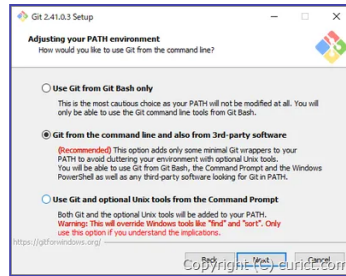 Git 2.41.0.3 Setup
Adjusting your PATH environment
How would you like to use Git from the command line?
Use Git from Git Bash only
This is the most cautious choice as your PATH will not be modified at all. You will
only be able to use the Git command line tools from Git Bash.
Git from the command line and also from 3rd-party software
(Recommended) This option adds only some minimal Git wrappers to your
PATH to avoid cluttering your environment with optional Unix tools.
You will be able to use Git from Git Bash, the Command Prompt and the Windows
PowerShell as well as any third-party software looking for Git in PATH.
Use Git and optional Unix tools from the Command Prompt
Both Git and the optional Unix tools will be added to your PATH.
Warning: This will override Windows tools like "find" and "sort". Only
use this option if you understand the implications.
https://gitforwindows.org/
Back Next Cancel
Copyright (C) eurict.com